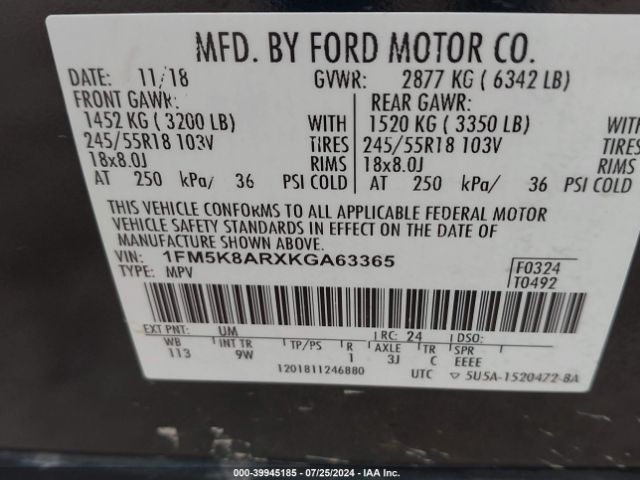 MFD. BY FORD MOTOR CO.
DATE: 11/18 GVWR: 2877 KG ( 6342 LB)
FRONT GAWR: REAR GAWR:
1452 KG ( 3200 LB) WITH 1520 KG ( 3350 LB) WITH
245/55R18 103V TIRES 245/55R18 103V TIRES
18x8.0J RIMS 18x8.0J RIMS
AT 250 kPa/ 36 PSI COLD AT 250 kPa/ 36 PSI COLD
THIS VEHICLE CONFORMS TO ALL APPLICABLE FEDERAL MOTOR
VEHICLE SAFETY STANDARDS IN EFFECT ON THE DATE OF
MANUFACTURE SHOWN ABOVE.
VIN: 1FM5K8ARXKGA63365 F0324
TYPE: MPV T0492
EXT PNT: UM RC: 24 DSO:
WB INT TR TP/PS R AXLE TR SPR
113 9W 1 3J C EEEE
1201811246880 UTC ▽ 5U5A-1520472-8A
000-39945185 - 07/25/2024 - IAA Inc.